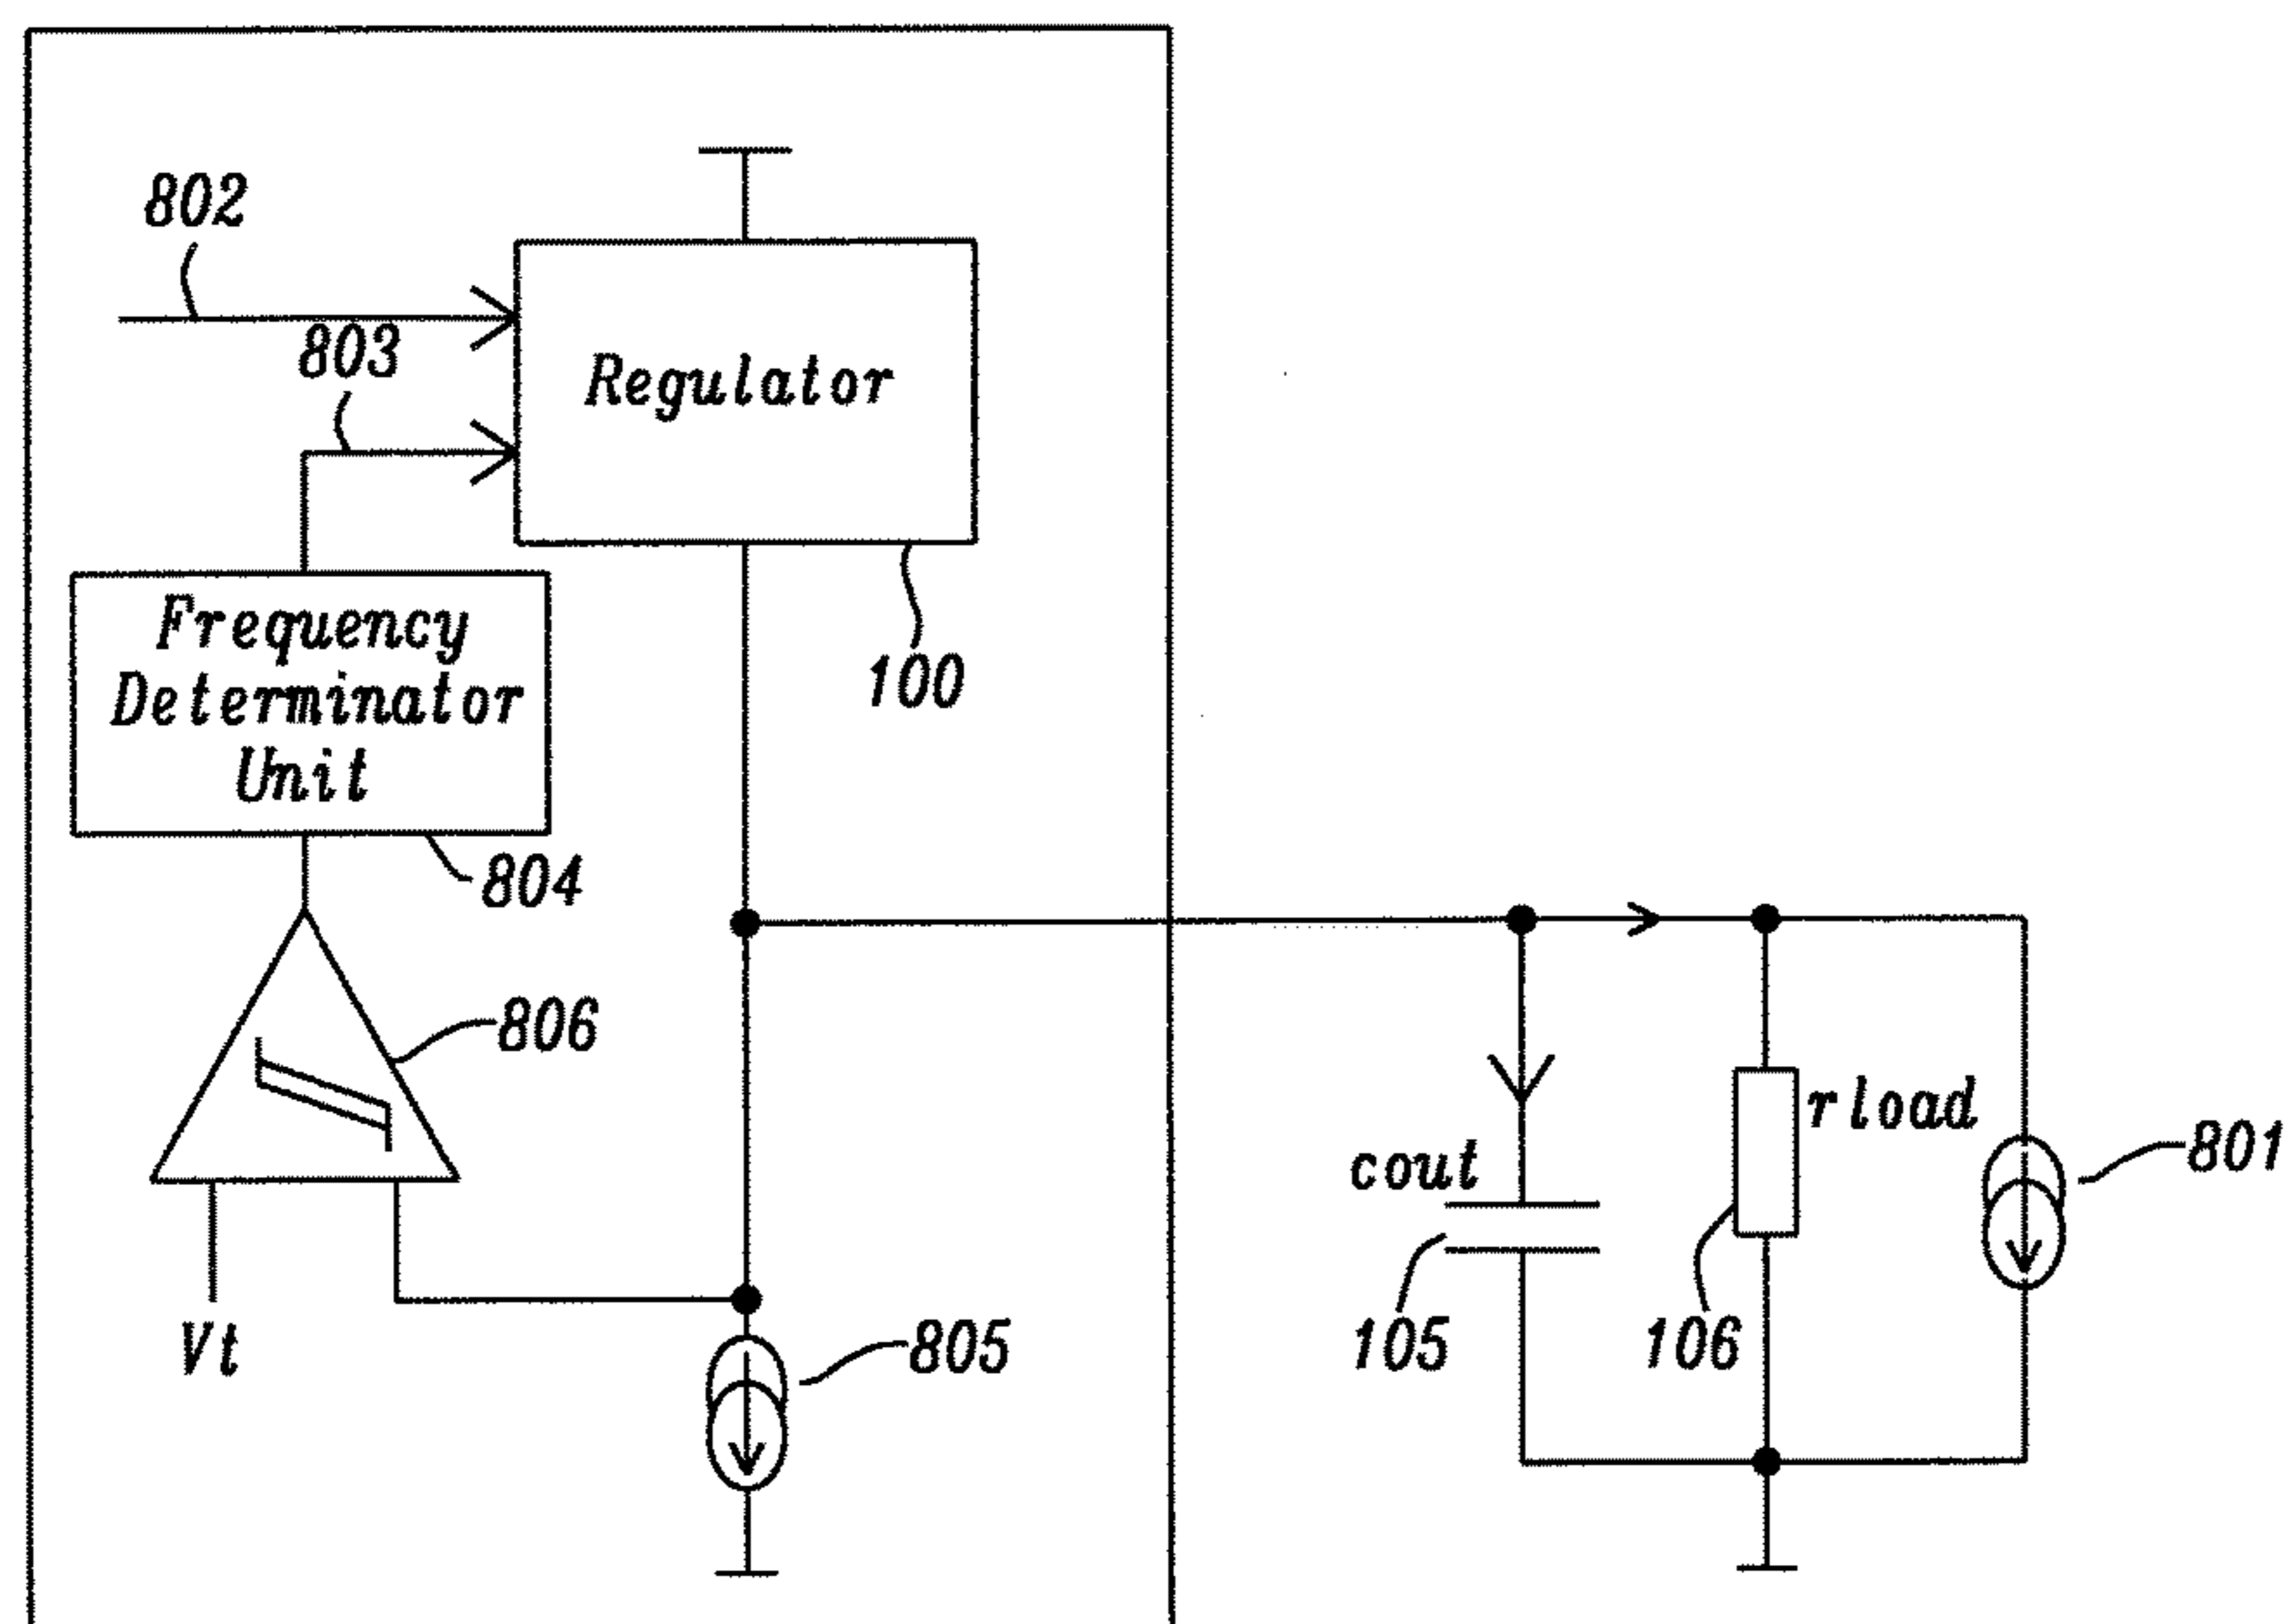 802
803
Regulator
100
Frequency
Determinator
Unit
804
806
Vt
805
cout
105
rload
106
801